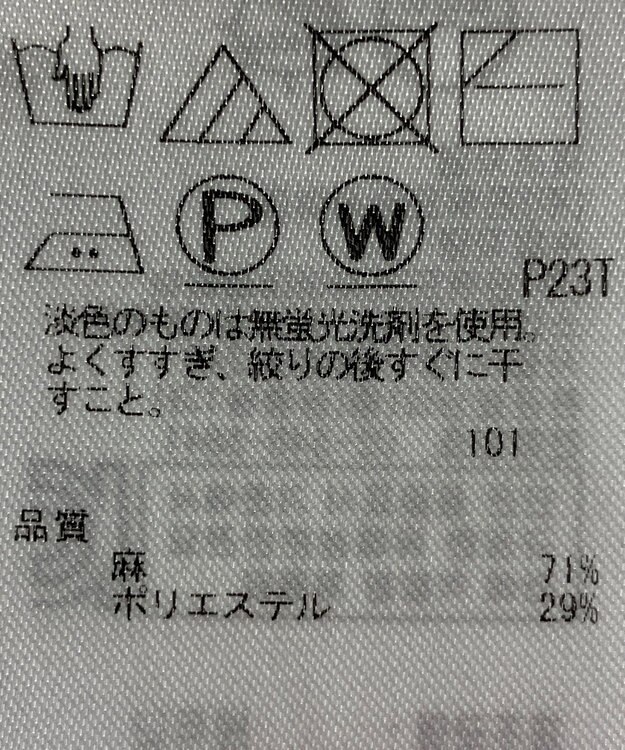 P W
P23T
淡色のものは無蛍光洗剤を使用。
よくすすぎ、絞りの後すぐに干
すこと。
101
品質
麻 71%
ポリエステル 29%